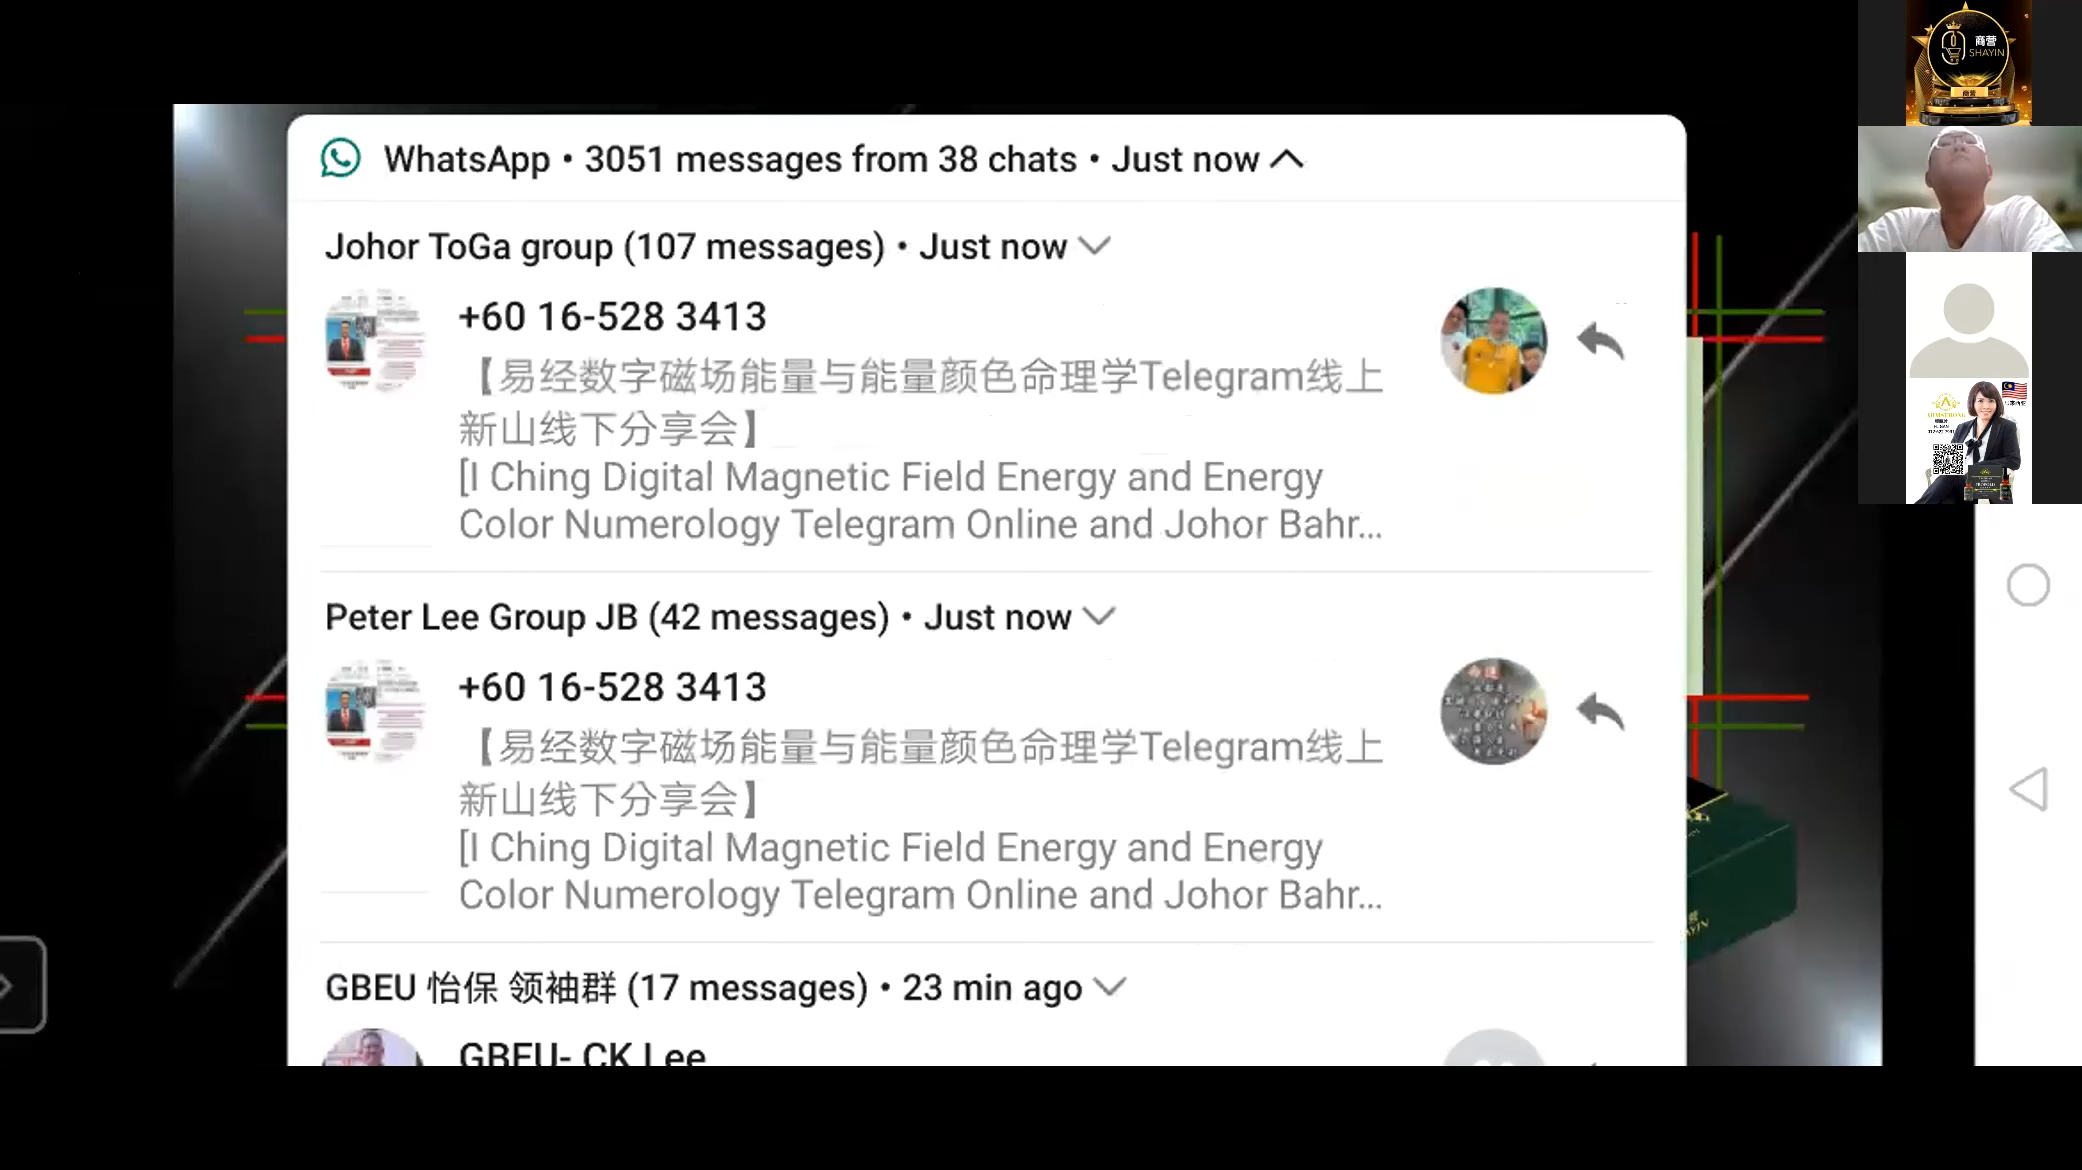 WhatsApp • 3051 messages from 38 chats • Just now
Johor ToGa group (107 messages) • Just now
+60 16-528 3413
【易经数字磁场能量与能量颜色命理学Telegram线上
新山线下分享会】
[I Ching Digital Magnetic Field Energy and Energy
Color Numerology Telegram Online and Johor Bahr...
Peter Lee Group JB (42 messages) • Just now
+60 16-528 3413
【易经数字磁场能量与能量颜色命理学Telegram线上
新山线下分享会】
[I Ching Digital Magnetic Field Energy and Energy
Color Numerology Telegram Online and Johor Bahr...
GBEU 怡保 领袖群 (17 messages) • 23 min ago
GBEU- CK Lee
商营
SHAYIN
商营